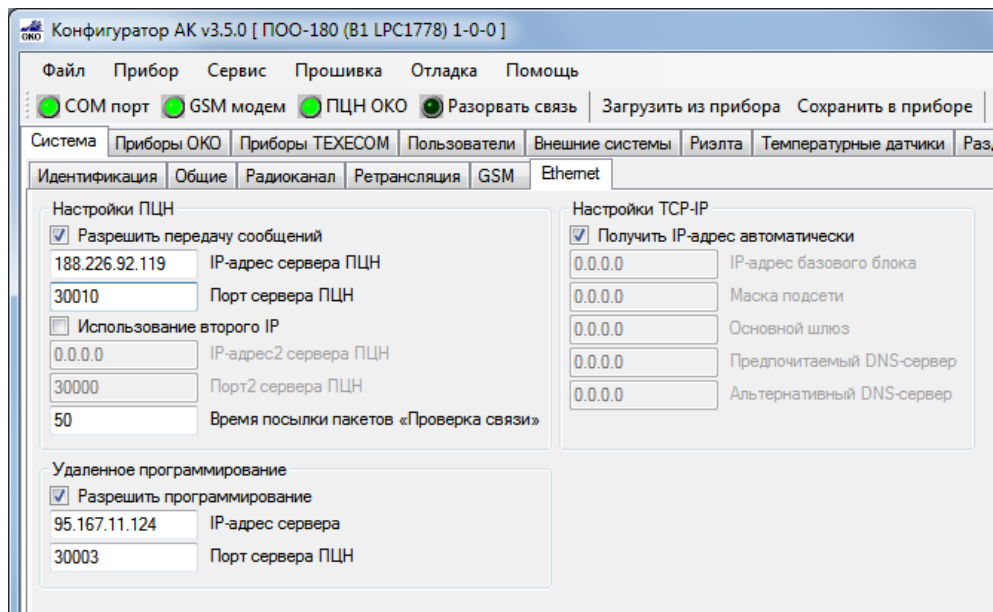 ОКО Конфигуратор АК v3.5.0 [ ПОО-180 (B1 LPC1778) 1-0-0 ]
Файл Прибор Сервис Прошивка Отладка Помощь
COM порт GSM модем ПЦН ОКО Разорвать связь Загрузить из прибора Сохранить в приборе
Система Приборы ОКО Приборы TEXECOM Пользователи Внешние системы Риэлта Температурные датчики Разд
Идентификация Общие Радиоканал Ретрансляция GSM Ethernet
Настройки ПЦН
Разрешить передачу сообщений
188.226.92.119 IP-адрес сервера ПЦН
30010 Порт сервера ПЦН
Использование второго IP
0.0.0.0 IP-адрес2 сервера ПЦН
30000 Порт2 сервера ПЦН
50 Время посылки пакетов «Проверка связи»
Удаленное программирование
Разрешить программирование
95.167.11.124 IP-адрес сервера
30003 Порт сервера ПЦН
Настройки TCP-IP
Получить IP-адрес автоматически
0.0.0.0 IP-адрес базового блока
0.0.0.0 Маска подсети
0.0.0.0 Основной шлюз
0.0.0.0 Предпочитаемый DNS-сервер
0.0.0.0 Альтернативный DNS-сервер